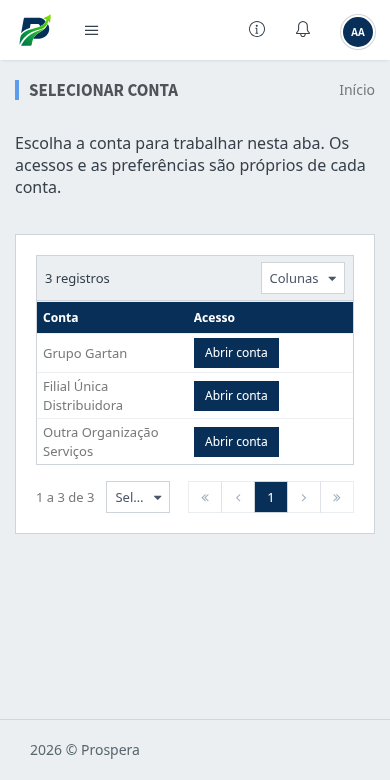 AA
SELECIONAR CONTA
Início
Escolha a conta para trabalhar nesta aba. Os
acessos e as preferências são próprios de cada
conta.
3 registros
Colunas
Conta
Acesso
Grupo Gartan
Abrir conta
Filial Única
Distribuidora
Abrir conta
Outra Organização
Serviços
Abrir conta
1 a 3 de 3
Sel...
«
‹
1
›
»
2026 © Prospera